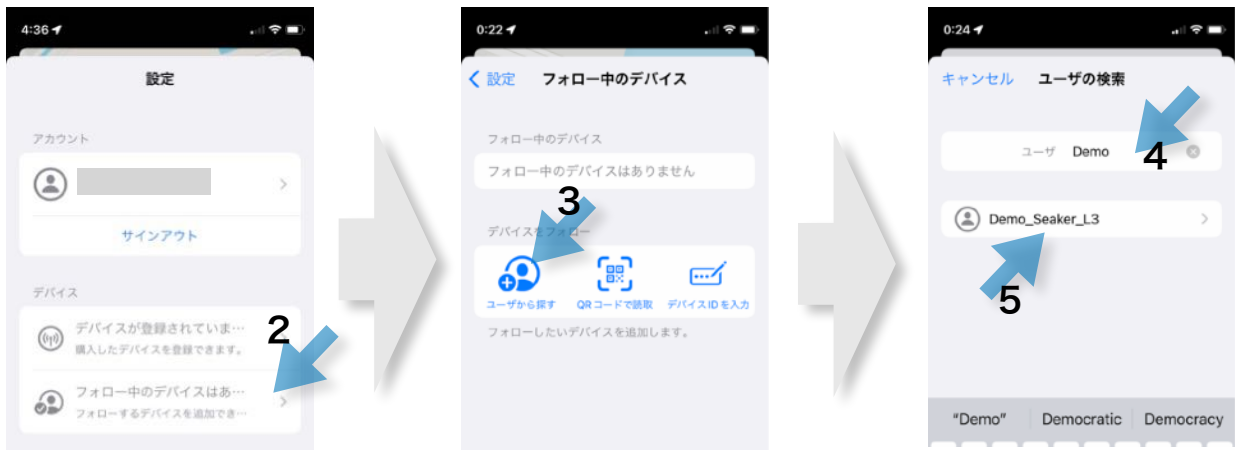 4:36
設定
アカウント
サインアウト
デバイス
デバイスが登録されていま…
購入したデバイスを登録できます。
フォロー中のデバイスはあ…
フォローするデバイスを追加でき…
2
0:22
設定
フォロー中のデバイス
フォロー中のデバイス
フォロー中のデバイスはありません
3
デバイスをフォロー
ユーザから探す
QRコードで読取
デバイスIDを入力
フォローしたいデバイスを追加します。
0:24
キャンセル
ユーザの検索
ユーザ Demo
4
Demo_Seaker_L3
5
"Demo"
Democratic
Democracy